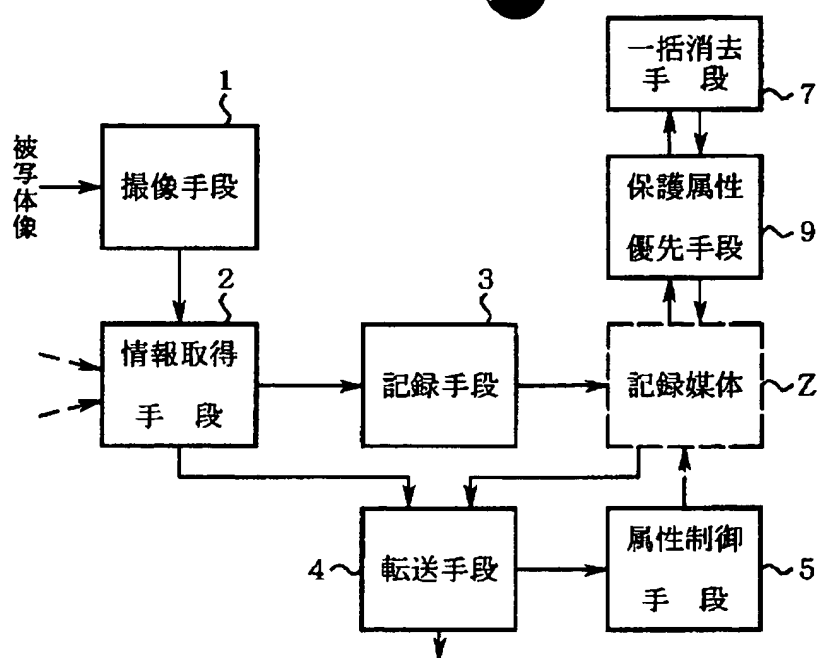 一括消去
手 段
7
1
被写体像
撮像手段
保護属性
優先手段
9
2
3
情報取得
手 段
記録手段
記録媒体
Z
4
転送手段
属性制御
手 段
5